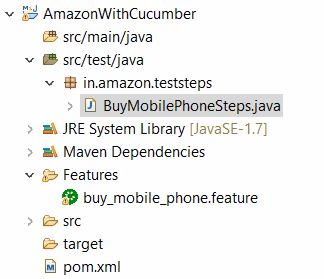 AmazonWithCucumber
src/main/java
src/test/java
in.amazon.teststeps
BuyMobilePhoneSteps.java
JRE System Library [JavaSE-1.7]
Maven Dependencies
Features
buy_mobile_phone.feature
src
target
pom.xml